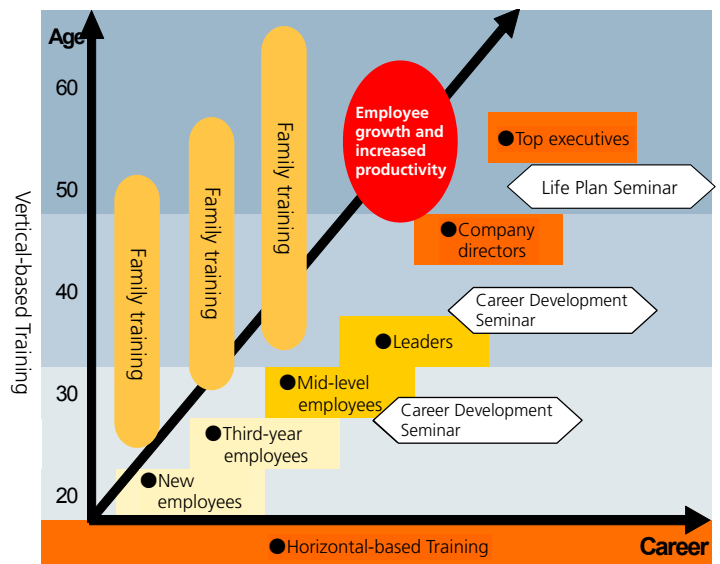 Age
60
50
40
30
20
Vertical-based Training
Family training
Family training
Family training
Employee
growth and
increased
productivity
●Top executives
Life Plan Seminar
●Company
directors
Career Development
Seminar
●Leaders
●Mid-level
employees
Career Development
Seminar
●Third-year
employees
●New
employees
●Horizontal-based Training
Career